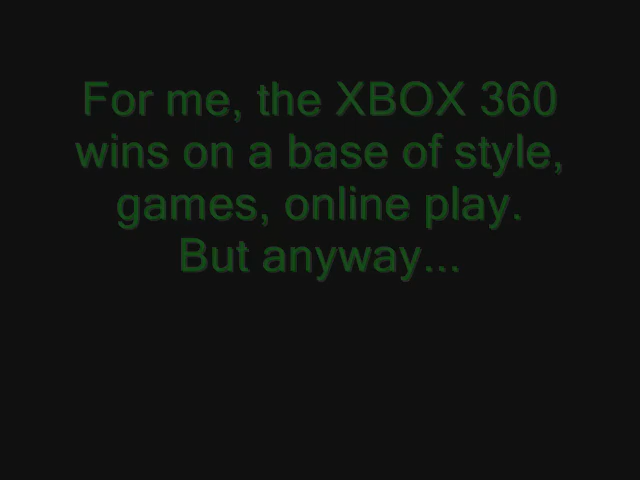 For me, the XBOX 360
wins on a base of style,
games, online play.
But anyway...